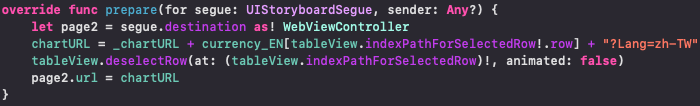 override func prepare(for segue: UIStoryboardSegue, sender: Any?) {
let page2 = segue.destination as! WebViewController
chartURL = _chartURL + currency_EN[tableView.indexPathForSelectedRow!.row] + "?Lang=zh-TW"
tableView.deselectRow(at: (tableView.indexPathForSelectedRow)!, animated: false)
page2.url = chartURL
}